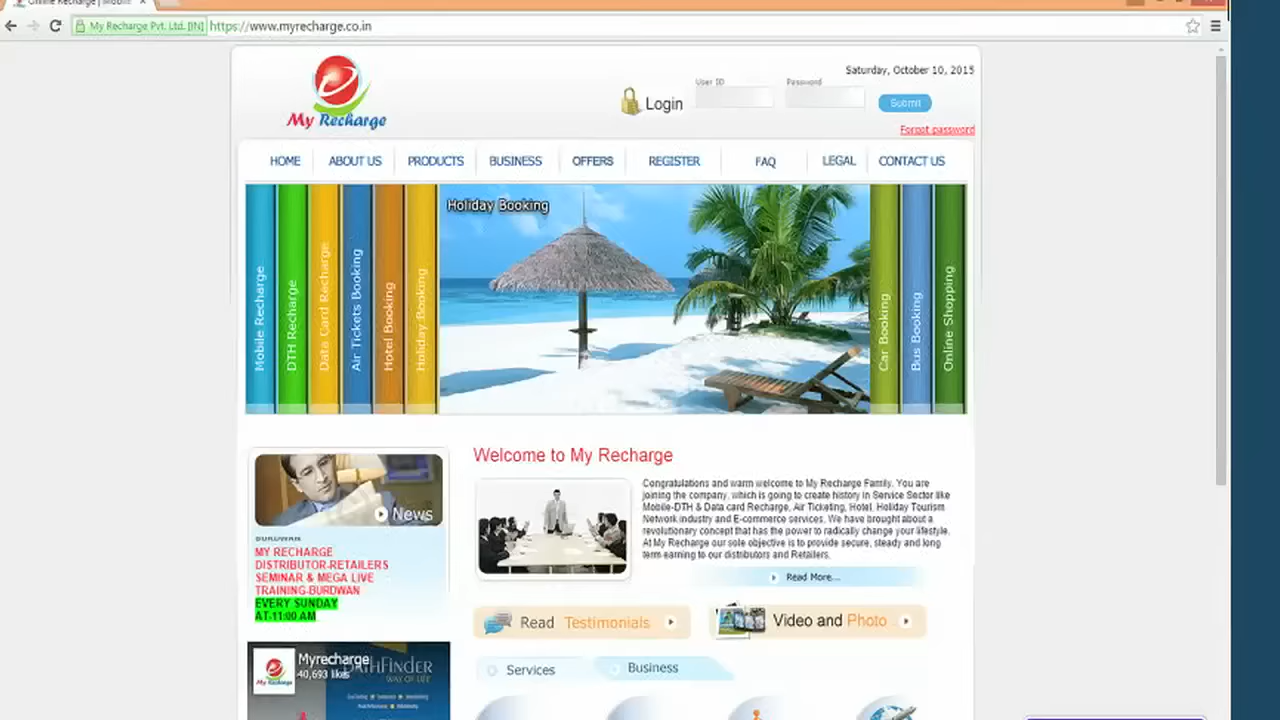 Online Recharge | Mobil
My Recharge Pvt. Ltd. [IN] https://www.myrecharge.co.in
Saturday, October 10, 2015
User ID
Password
Login
Submit
Forgot password
My Recharge
HOME
ABOUT US
PRODUCTS
BUSINESS
OFFERS
REGISTER
FAQ
LEGAL
CONTACT US
Mobile Recharge
DTH Recharge
Data Card Recharge
Air Tickets Booking
Hotel Booking
Holiday Booking
Holiday Booking
Car Booking
Bus Booking
Online Shopping
News
BURDWAN
MY RECHARGE
DISTRIBUTOR-RETAILERS
SEMINAR & MEGA LIVE
TRAINING-BURDWAN
EVERY SUNDAY
AT-11:00 AM
Welcome to My Recharge
Congratulations and warm welcome to My Recharge Family. You are
joining the company, which is going to create history in Service Sector like
Mobile-DTH & Data card Recharge, Air Ticketing, Hotel, Holiday Tourism
Network industry and E-commerce services. We have brought about a
revolutionary concept that has the power to radically change your lifestyle.
At My Recharge our sole objective is to provide secure, steady and long
term earning to our distributors and Retailers.
Read More...
Read Testimonials
Video and Photo
Services
Business
Myrecharge
40,693 likes
My Recharge
PATHFINDER
WAY OF LIFE